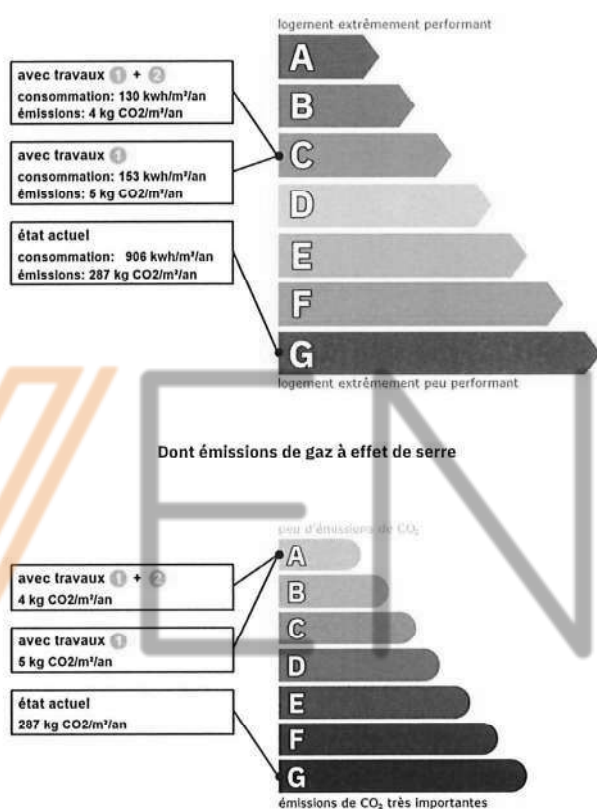 logement extrêmement performant
A
avec travaux 1 + 2
consommation: 130 kwh/m²/an
émissions: 4 kg CO2/m²/an
B
C
avec travaux 1
consommation: 153 kwh/m²/an
émissions: 5 kg CO2/m²/an
D
état actuel
consommation: 906 kwh/m²/an
émissions: 287 kg CO2/m²/an
E
F
G
logement extrêmement peu performant
Dont émissions de gaz à effet de serre
peu d'émissions de CO₂
A
avec travaux 1 + 2
4 kg CO2/m²/an
B
C
avec travaux 1
5 kg CO2/m²/an
D
E
état actuel
287 kg CO2/m²/an
F
G
émissions de CO₂ très importantes
VEN